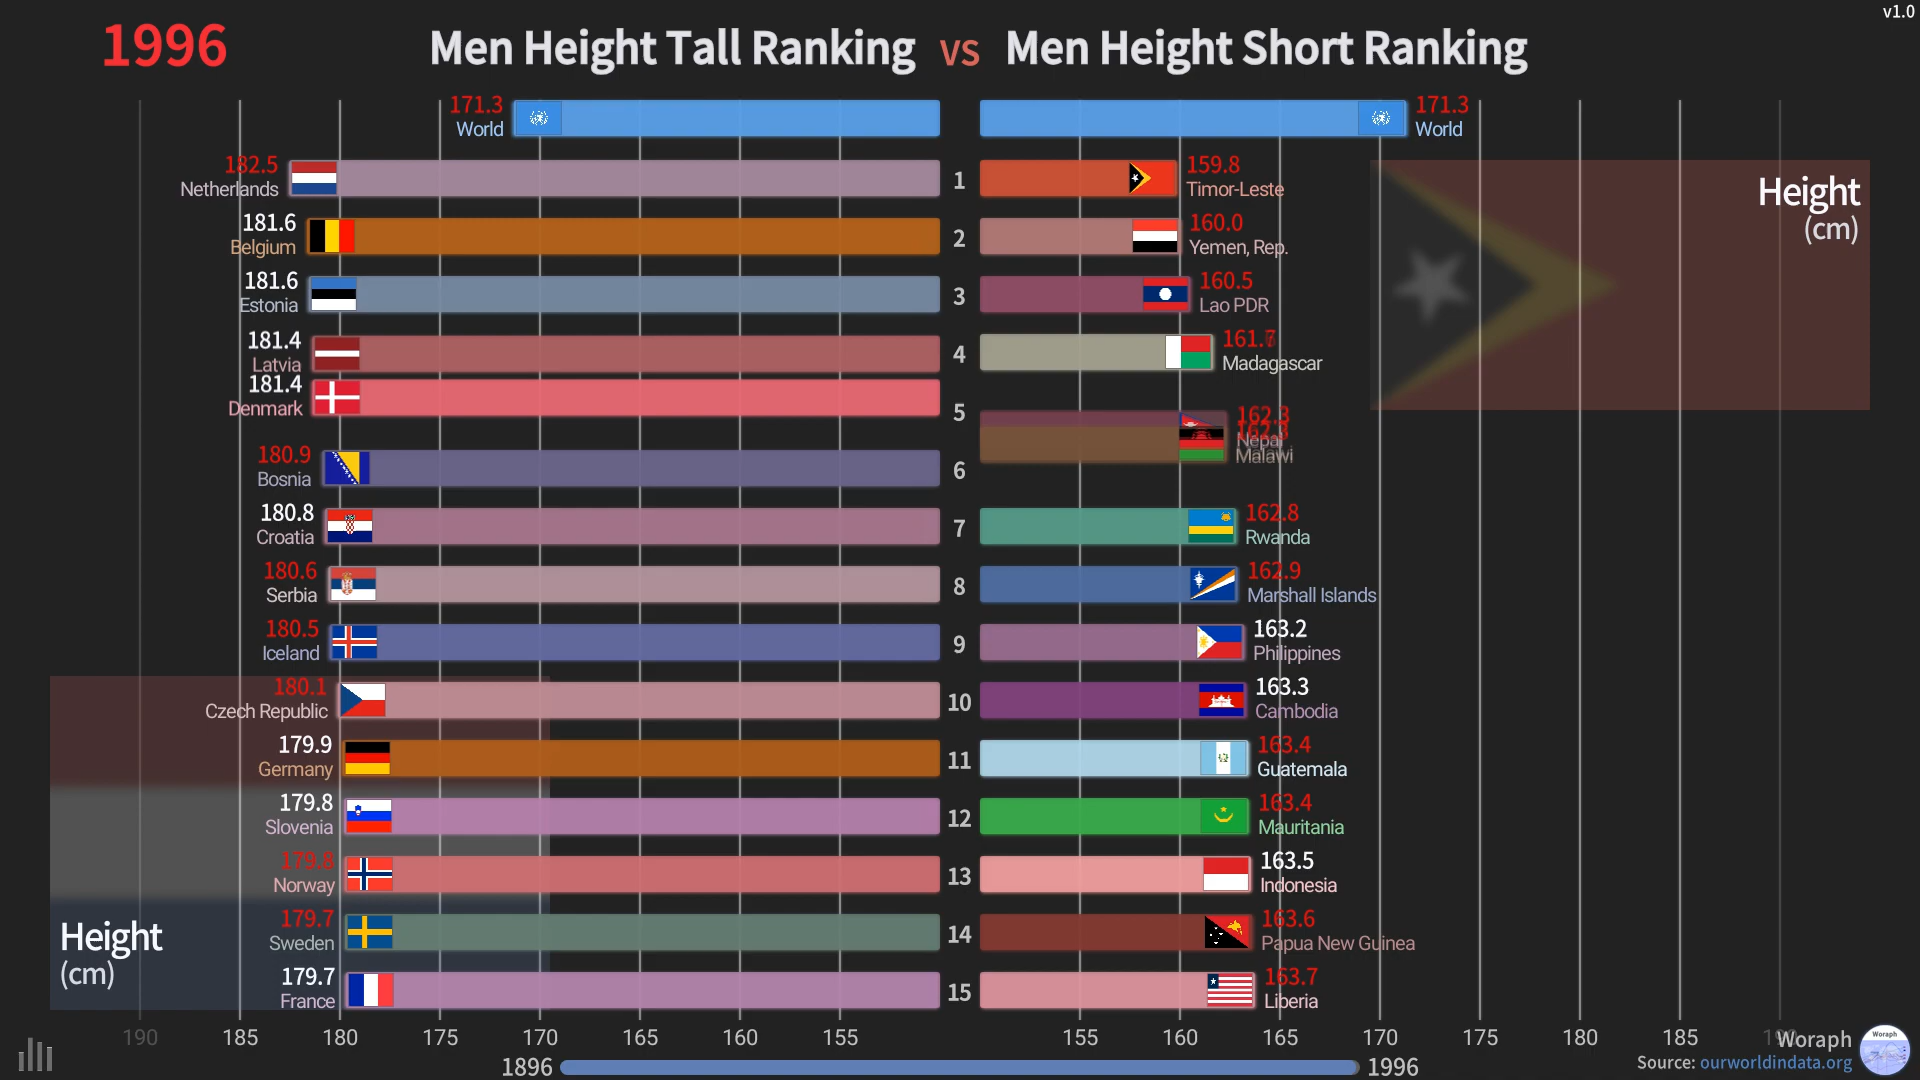 v1.0
1996
Men Height Tall Ranking vs Men Height Short Ranking
171.3
World
171.3
World
182.5
Netherlands
1
159.8
Timor-Leste
Height
(cm)
181.6
Belgium
2
160.0
Yemen, Rep.
181.6
Estonia
3
160.5
Lao PDR
181.4
Latvia
4
Madagascar
181.4
Denmark
5
162.3
Nepal
Malawi
180.9
Bosnia
6
180.8
Croatia
7
162.8
Rwanda
180.6
Serbia
8
162.9
Marshall Islands
180.5
Iceland
9
163.2
Philippines
180.1
Czech Republic
10
163.3
Cambodia
179.9
Germany
11
163.4
Guatemala
179.8
Slovenia
12
163.4
Mauritania
179.8
Norway
13
163.5
Indonesia
179.7
Sweden
14
163.6
Papua New Guinea
Height
(cm)
179.7
France
15
163.7
Liberia
190 185 180 175 170 165 160 155 155 160 165 170 175 180 185 190
Woraph
Woraph
1896 1996
Source: ourworldindata.org